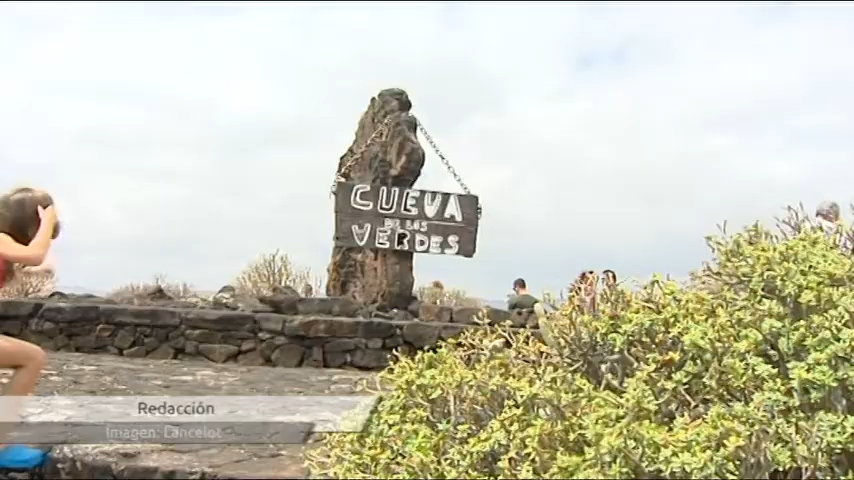 CUEVA
DE LOS
VERDES
Redacción
Imagen: Lancelot